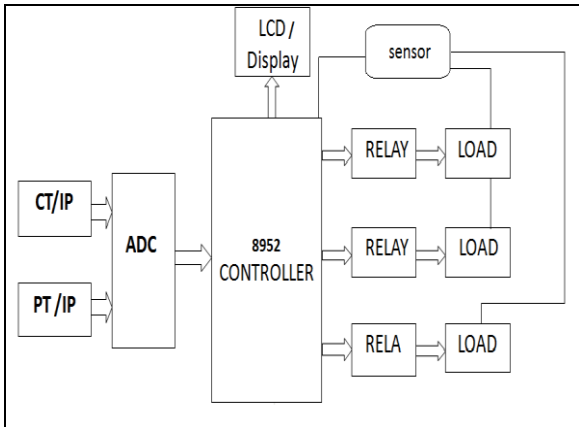 LCD /
Display
sensor
RELAY
LOAD
CT/IP
ADC
8952
CONTROLLER
RELAY
LOAD
PT /IP
RELA
LOAD